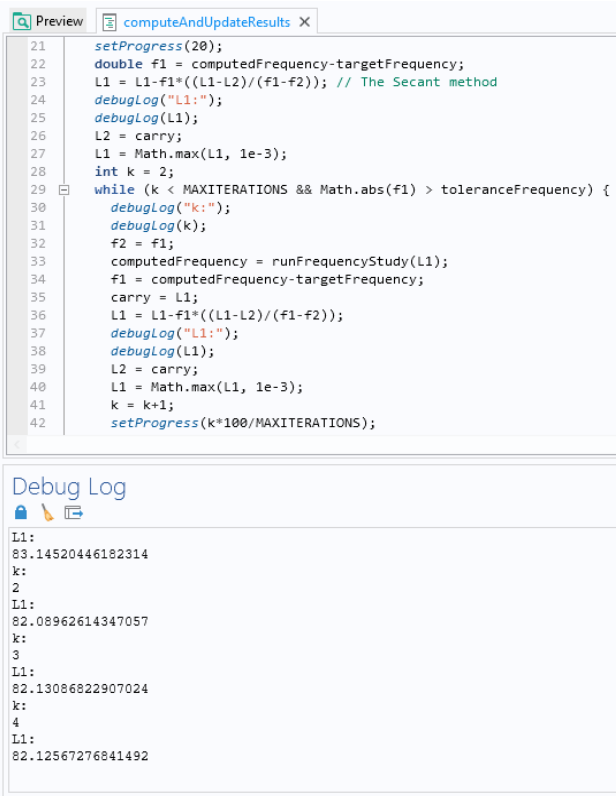 Preview
computeAndUpdateResults
21 setProgress(20);
22 double f1 = computedFrequency-targetFrequency;
23 L1 = L1-f1*((L1-L2)/(f1-f2)); // The Secant method
24 debugLog("L1:");
25 debugLog(L1);
26 L2 = carry;
27 L1 = Math.max(L1, 1e-3);
28 int k = 2;
29 while (k < MAXITERATIONS && Math.abs(f1) > toleranceFrequency) {
30 debugLog("k:");
31 debugLog(k);
32 f2 = f1;
33 computedFrequency = runFrequencyStudy(L1);
34 f1 = computedFrequency-targetFrequency;
35 carry = L1;
36 L1 = L1-f1*((L1-L2)/(f1-f2));
37 debugLog("L1:");
38 debugLog(L1);
39 L2 = carry;
40 L1 = Math.max(L1, 1e-3);
41 k = k+1;
42 setProgress(k*100/MAXITERATIONS);
Debug Log
L1:
83.14520446182314
k:
2
L1:
82.08962614347057
k:
3
L1:
82.13086822907024
k:
4
L1:
82.12567276841492